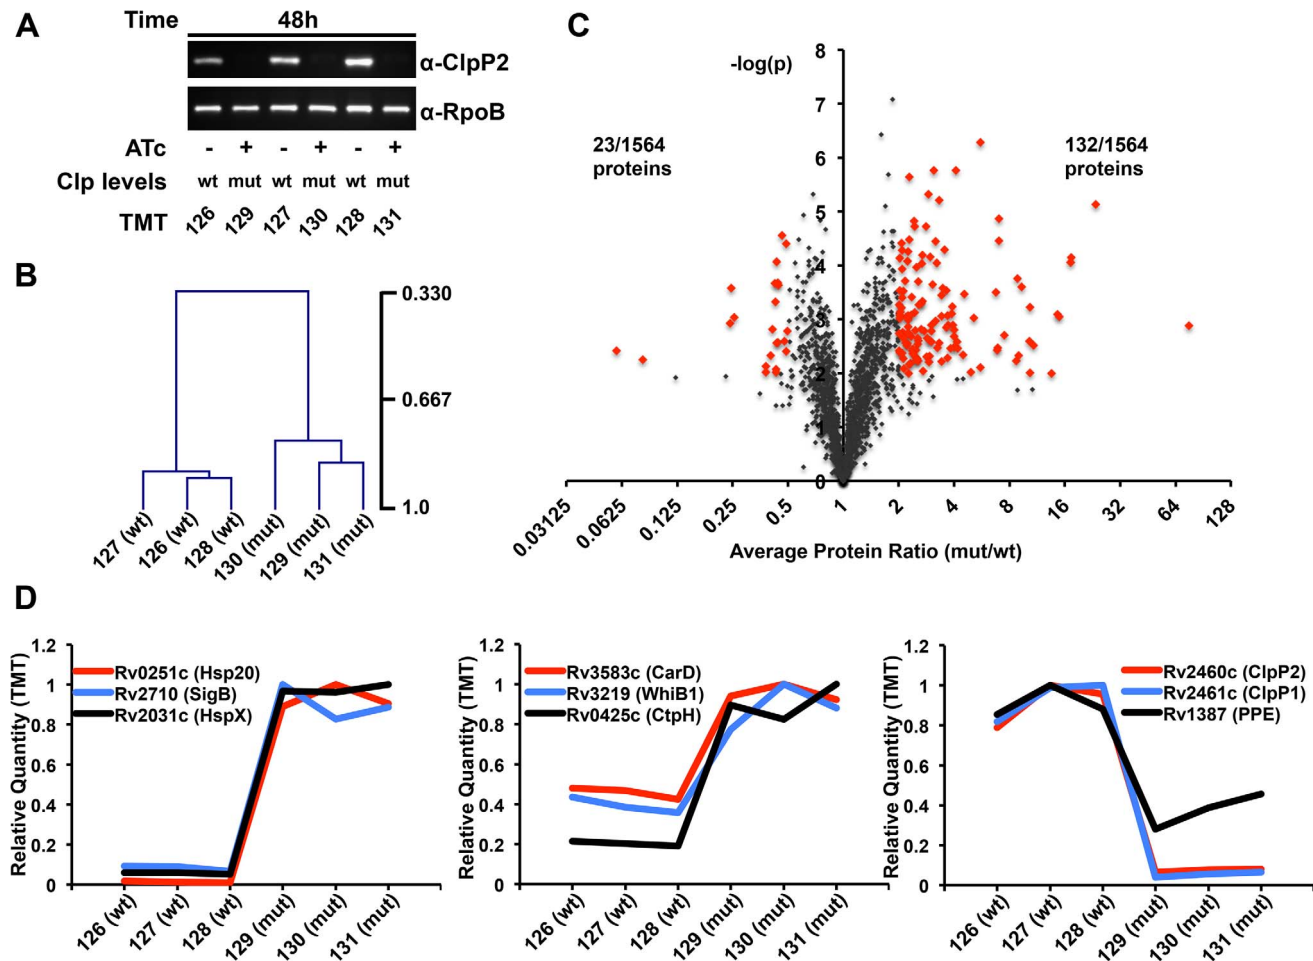 A
Time 48h
α-ClpP2
α-RpoB
ATc - + - + - +
Clp levels wt mut wt mut wt mut
TMT 126 129 127 130 128 131
B
0.330
0.667
1.0
127 (wt) 126 (wt) 128 (wt) 130 (mut) 129 (mut) 131 (mut)
C
-log(p)
8
7
6
5
4
3
2
1
0
23/1564
proteins
132/1564
proteins
0.03125 0.0625 0.125 0.25 0.5 1 2 4 8 16 32 64 128
Average Protein Ratio (mut/wt)
D
Relative Quantity (TMT)
1.2
1
0.8
0.6
0.4
0.2
0
Rv0251c (Hsp20)
Rv2710 (SigB)
Rv2031c (HspX)
126 (wt) 127 (wt) 128 (wt) 129 (mut) 130 (mut) 131 (mut)
Relative Quantity (TMT)
1.2
1
0.8
0.6
0.4
0.2
0
Rv3583c (CarD)
Rv3219 (WhiB1)
Rv0425c (CtpH)
126 (wt) 127 (wt) 128 (wt) 129 (mut) 130 (mut) 131 (mut)
Relative Quantity (TMT)
1.2
1
0.8
0.6
0.4
0.2
0
Rv2460c (ClpP2)
Rv2461c (ClpP1)
Rv1387 (PPE)
126 (wt) 127 (wt) 128 (wt) 129 (mut) 130 (mut) 131 (mut)